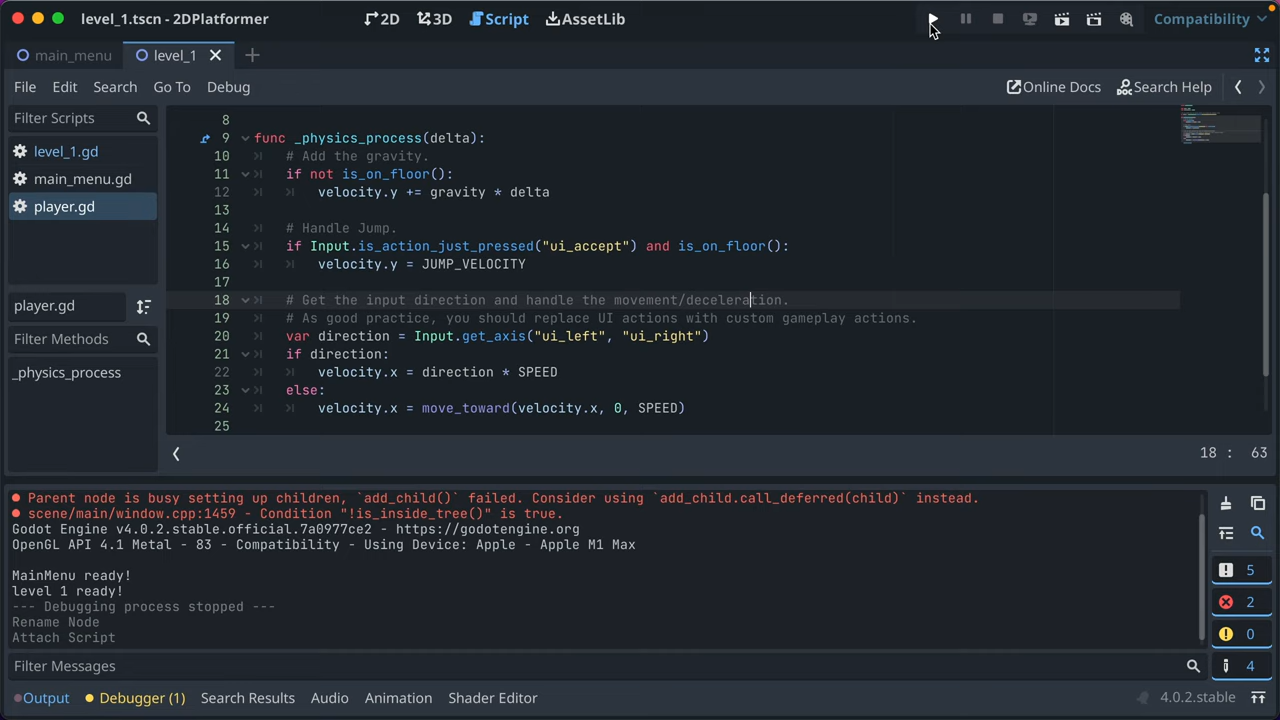 level_1.tscn - 2DPlatformer
2D
3D
Script
AssetLib
Compatibility
main_menu
level_1
File
Edit
Search
Go To
Debug
Online Docs
Search Help
Filter Scripts
level_1.gd
main_menu.gd
player.gd
player.gd
Filter Methods
_physics_process
8
9 func _physics_process(delta):
10 # Add the gravity.
11 if not is_on_floor():
12 velocity.y += gravity * delta
13
14 # Handle Jump.
15 if Input.is_action_just_pressed("ui_accept") and is_on_floor():
16 velocity.y = JUMP_VELOCITY
17
18 # Get the input direction and handle the movement/deceleration.
19 # As good practice, you should replace UI actions with custom gameplay actions.
20 var direction = Input.get_axis("ui_left", "ui_right")
21 if direction:
22 velocity.x = direction * SPEED
23 else:
24 velocity.x = move_toward(velocity.x, 0, SPEED)
25
18 : 63
Parent node is busy setting up children, `add_child()` failed. Consider using `add_child.call_deferred(child)` instead.
scene/main/window.cpp:1459 - Condition "!is_inside_tree()" is true.
Godot Engine v4.0.2.stable.official.7a0977ce2 - https://godotengine.org
OpenGL API 4.1 Metal - 83 - Compatibility - Using Device: Apple - Apple M1 Max
MainMenu ready!
level 1 ready!
--- Debugging process stopped ---
Rename Node
Attach Script
5
2
0
4
Filter Messages
Output
Debugger (1)
Search Results
Audio
Animation
Shader Editor
4.0.2.stable